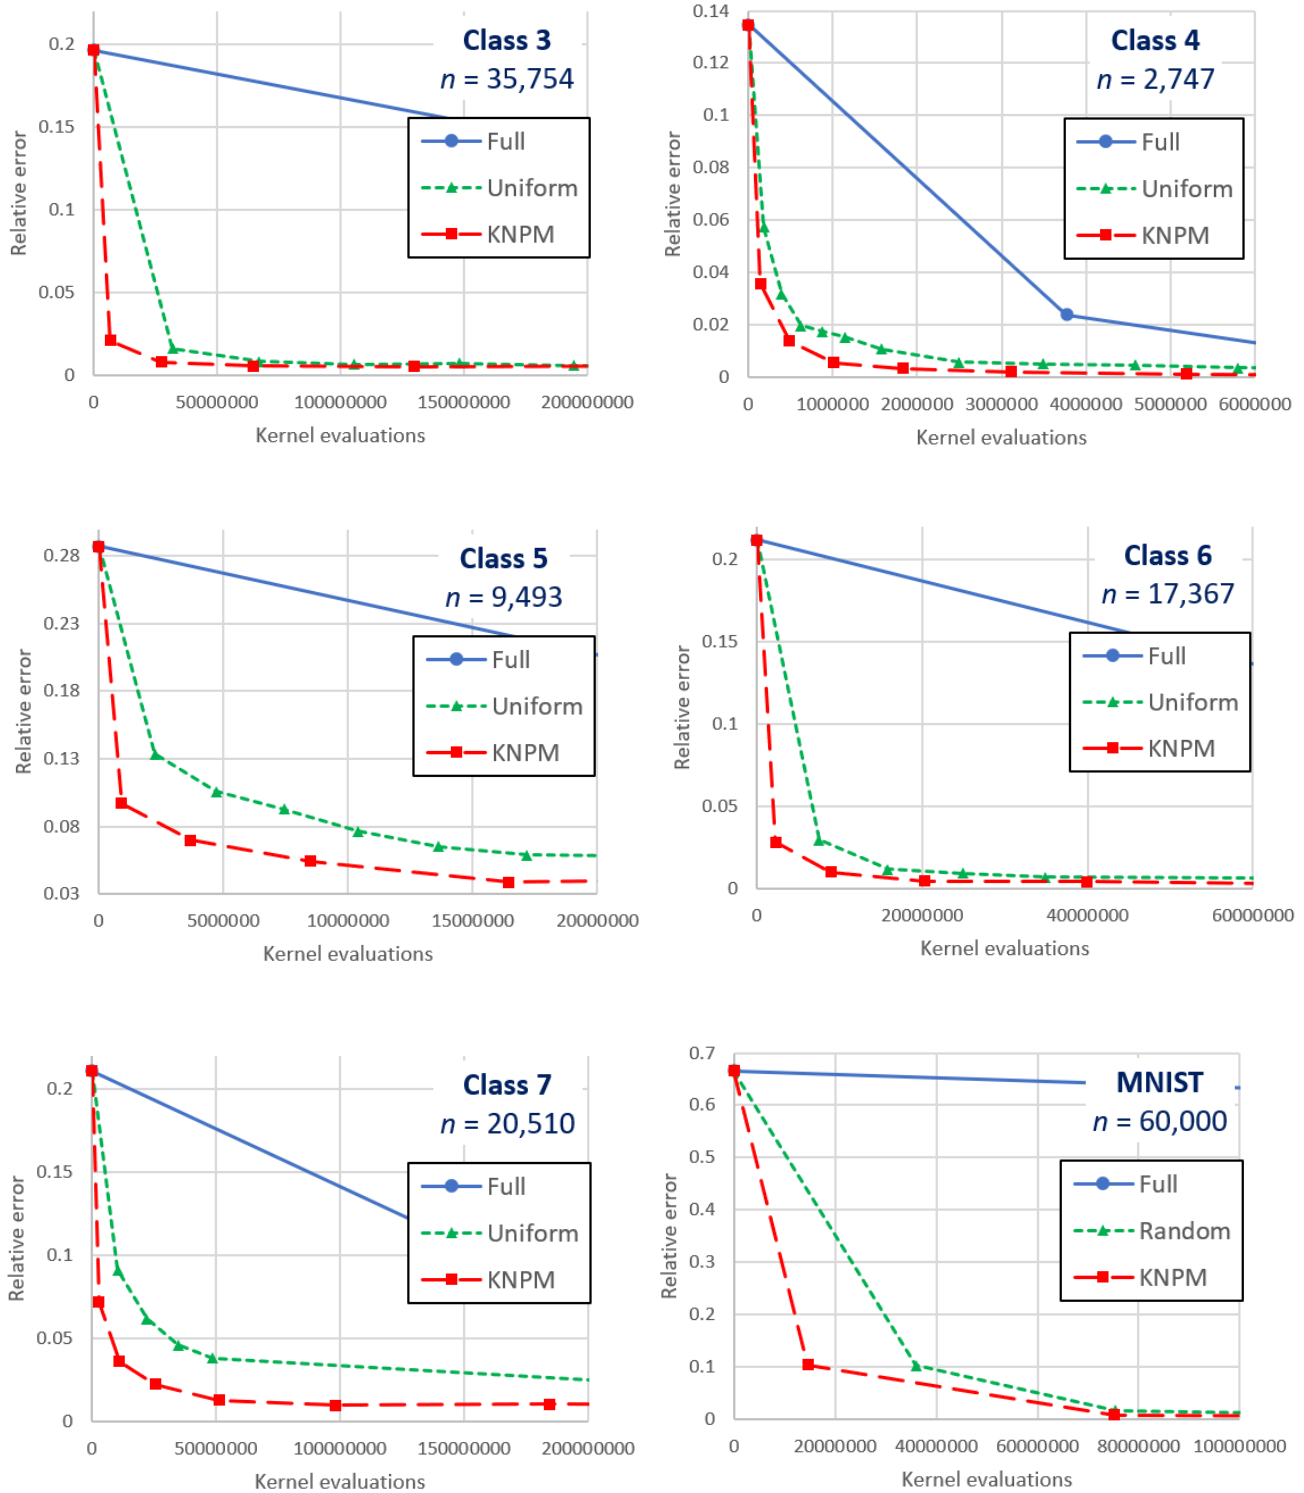 Class 3
n = 35,754
Relative error
0.2
0.15
0.1
0.05
0
Full
Uniform
KNPM
0 50000000 100000000 150000000 200000000
Kernel evaluations
Class 4
n = 2,747
Relative error
0.14
0.12
0.1
0.08
0.06
0.04
0.02
0
Full
Uniform
KNPM
0 1000000 2000000 3000000 4000000 5000000 6000000
Kernel evaluations
Class 5
n = 9,493
Relative error
0.28
0.23
0.18
0.13
0.08
0.03
Full
Uniform
KNPM
0 5000000 10000000 15000000 20000000
Kernel evaluations
Class 6
n = 17,367
Relative error
0.2
0.15
0.1
0.05
0
Full
Uniform
KNPM
0 20000000 40000000 60000000
Kernel evaluations
Class 7
n = 20,510
Relative error
0.2
0.15
0.1
0.05
0
Full
Uniform
KNPM
0 50000000 100000000 150000000 200000000
Kernel evaluations
MNIST
n = 60,000
Relative error
0.7
0.6
0.5
0.4
0.3
0.2
0.1
0
Full
Random
KNPM
0 20000000 40000000 60000000 80000000 100000000
Kernel evaluations